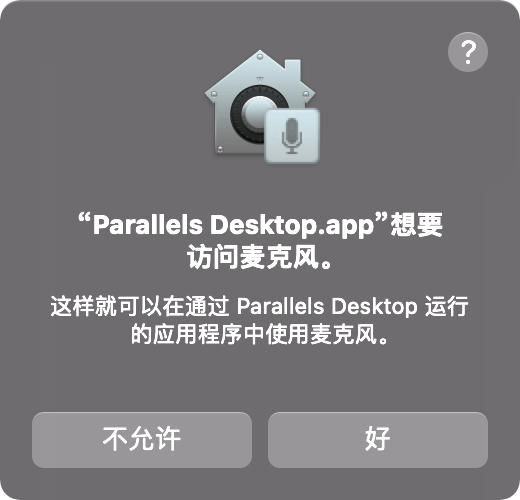 ?
“Parallels Desktop.app”想要
访问麦克风。
这样就可以在通过 Parallels Desktop 运行
的应用程序中使用麦克风。
不允许
好